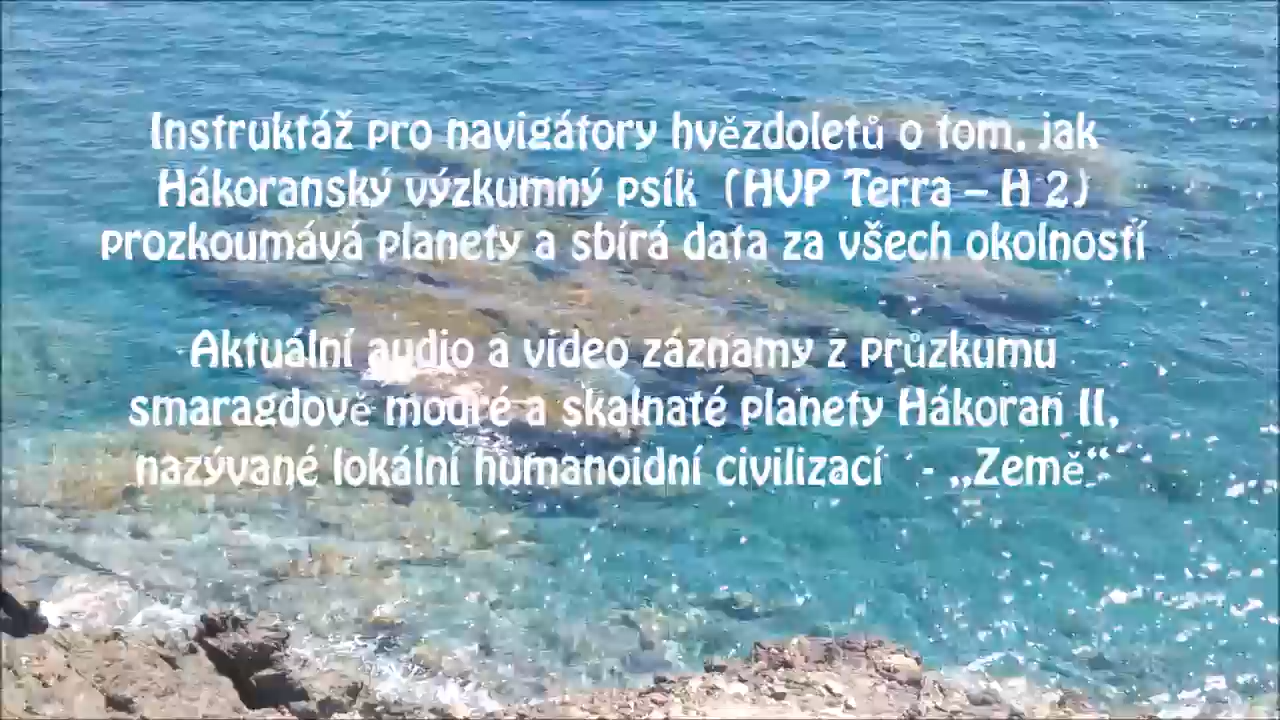 Instruktáž pro navigátory hvězdoletů o tom, jak
Hákoranský výzkumný psík (HVP Terra – H 2)
prozkoumává planety a sbírá data za všech okolností
Aktuální audio a video záznamy z průzkumu
smaragdově modré a skalnaté planety Hákoran II,
nazývané lokální humanoidní civilizací - „Země“